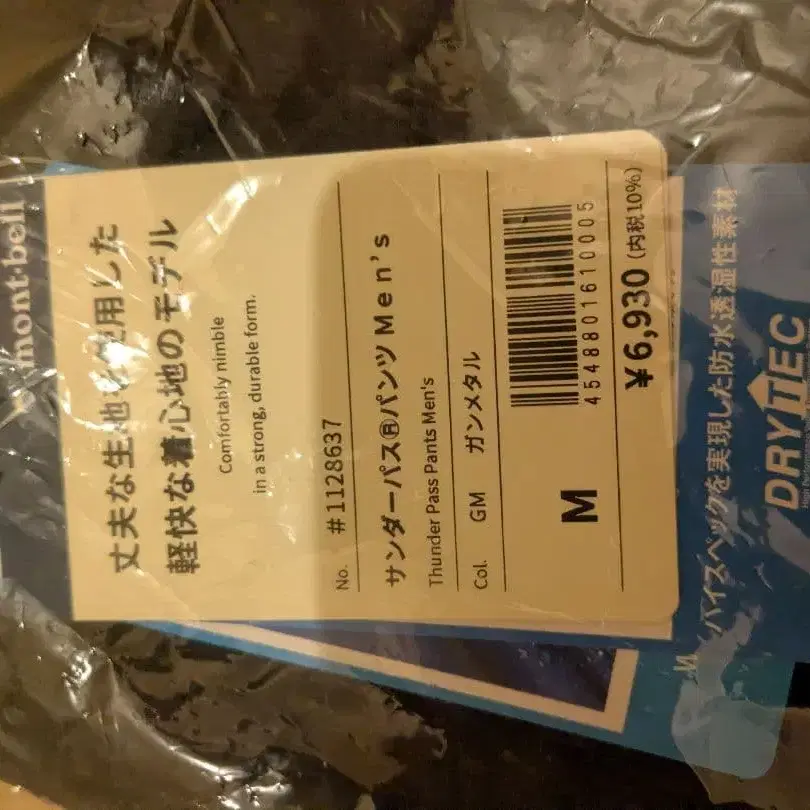 mont-bell
丈夫な生地を使用した
軽快な着心地のモデル
Comfortably nimble
in a strong, durable form.
No. #1128637
サンダーパス®パンツ Men's
Thunder Pass Pants Men's
Col. GM ガンメタル
M
4548801610005
¥6,930 (内税10%)
ハイスペックを実現した防水透湿性素材
DRYTEC